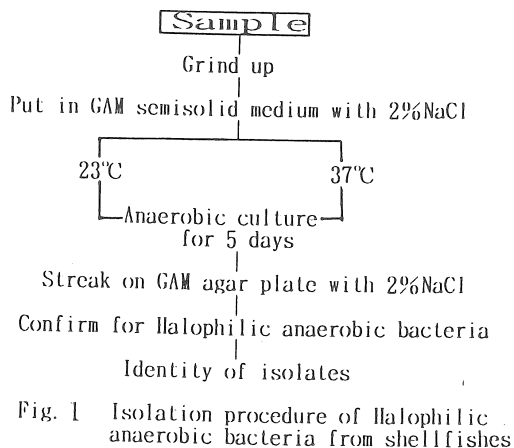 Sample
Grind up
Put in GAM semisolid medium with 2%NaCl
23℃ 37℃
Anaerobic culture
for 5 days
Streak on GAM agar plate with 2%NaCl
Confirm for Halophilic anaerobic bacteria
Identity of isolates
Fig. 1 Isolation procedure of Halophilic
anaerobic bacteria from shellfishes